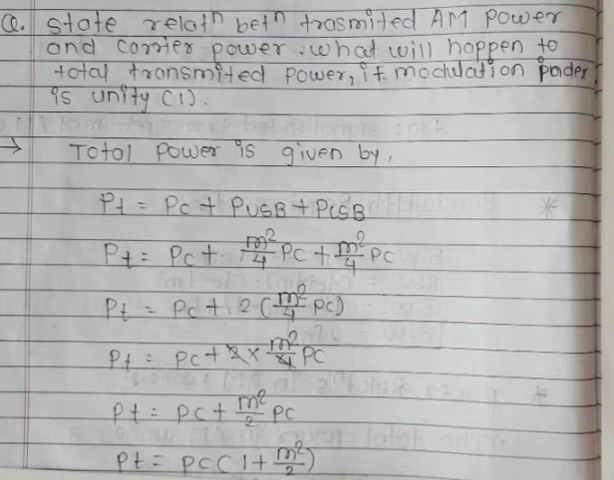 Q. State relatⁿ betⁿ trasmited AM power
and carrier power. what will happen to
total transmited power, if modulation index
is unity (1).
→ Total power is given by,
Pt = Pc + PUSB + PLSB
Pt = Pc + m²/4 Pc + m²/4 Pc
Pt = Pc + 2 (m²/4 Pc)
Pt = Pc + 2 × m²/4 Pc
Pt = Pc + m²/2 Pc
Pt = Pc (1 + m²/2)